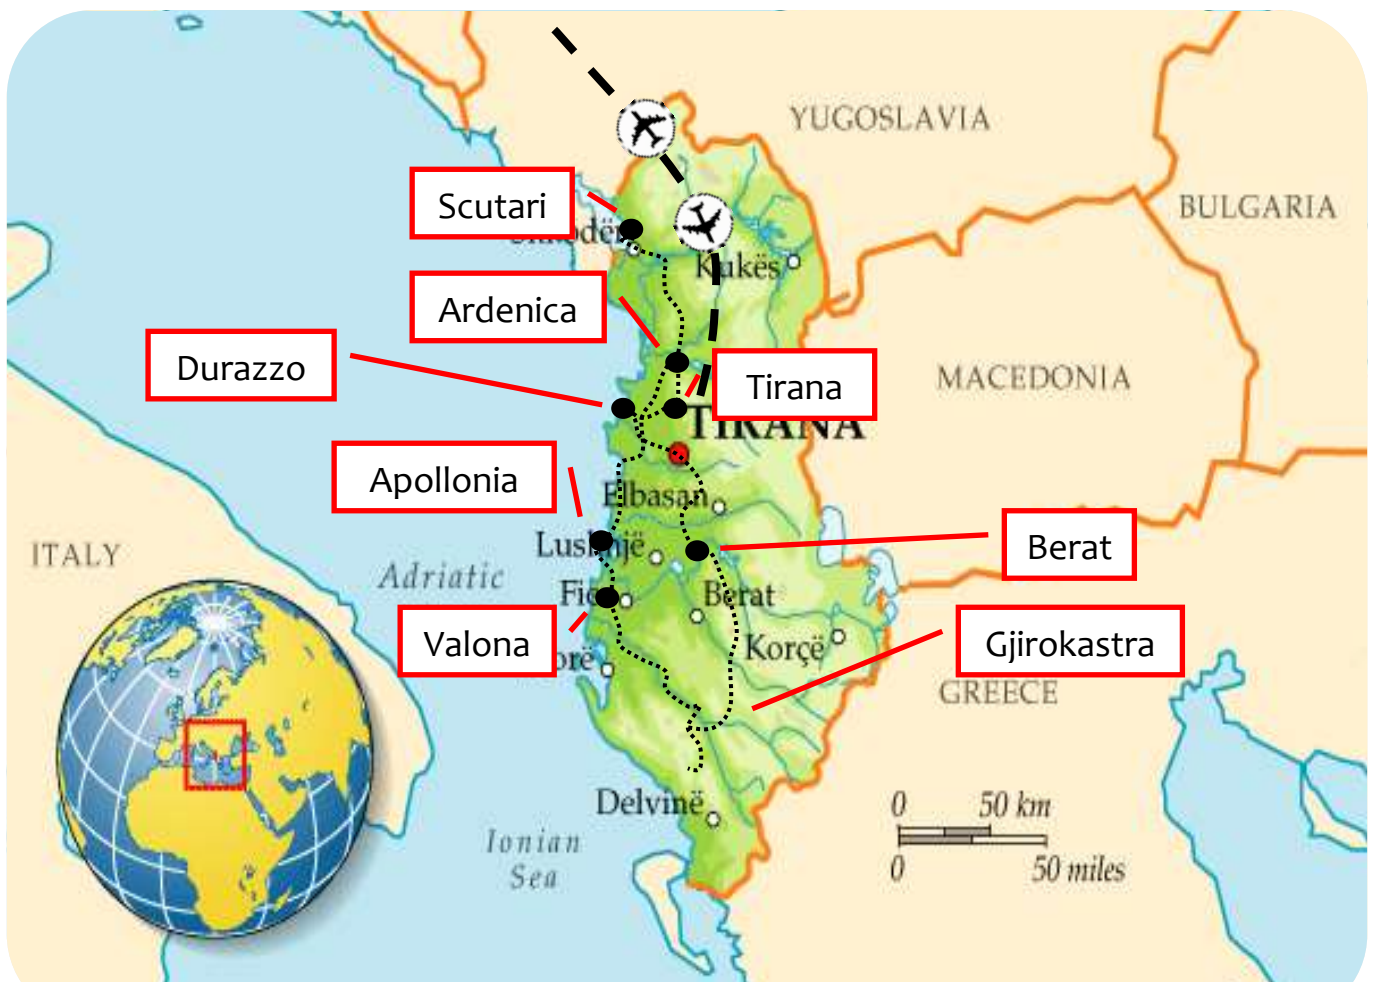 YUGOSLAVIA
Scutari
BULGARIA
Kukës
Ardenica
Durazzo
Tirana
MACEDONIA
TIRANA
Apollonia
Elbasan
ITALY
Berat
Adriatic
Berat
Valona
Korçë
Gjirokastra
GREECE
Delvinë
0 50 km
0 50 miles
Ionian
Sea